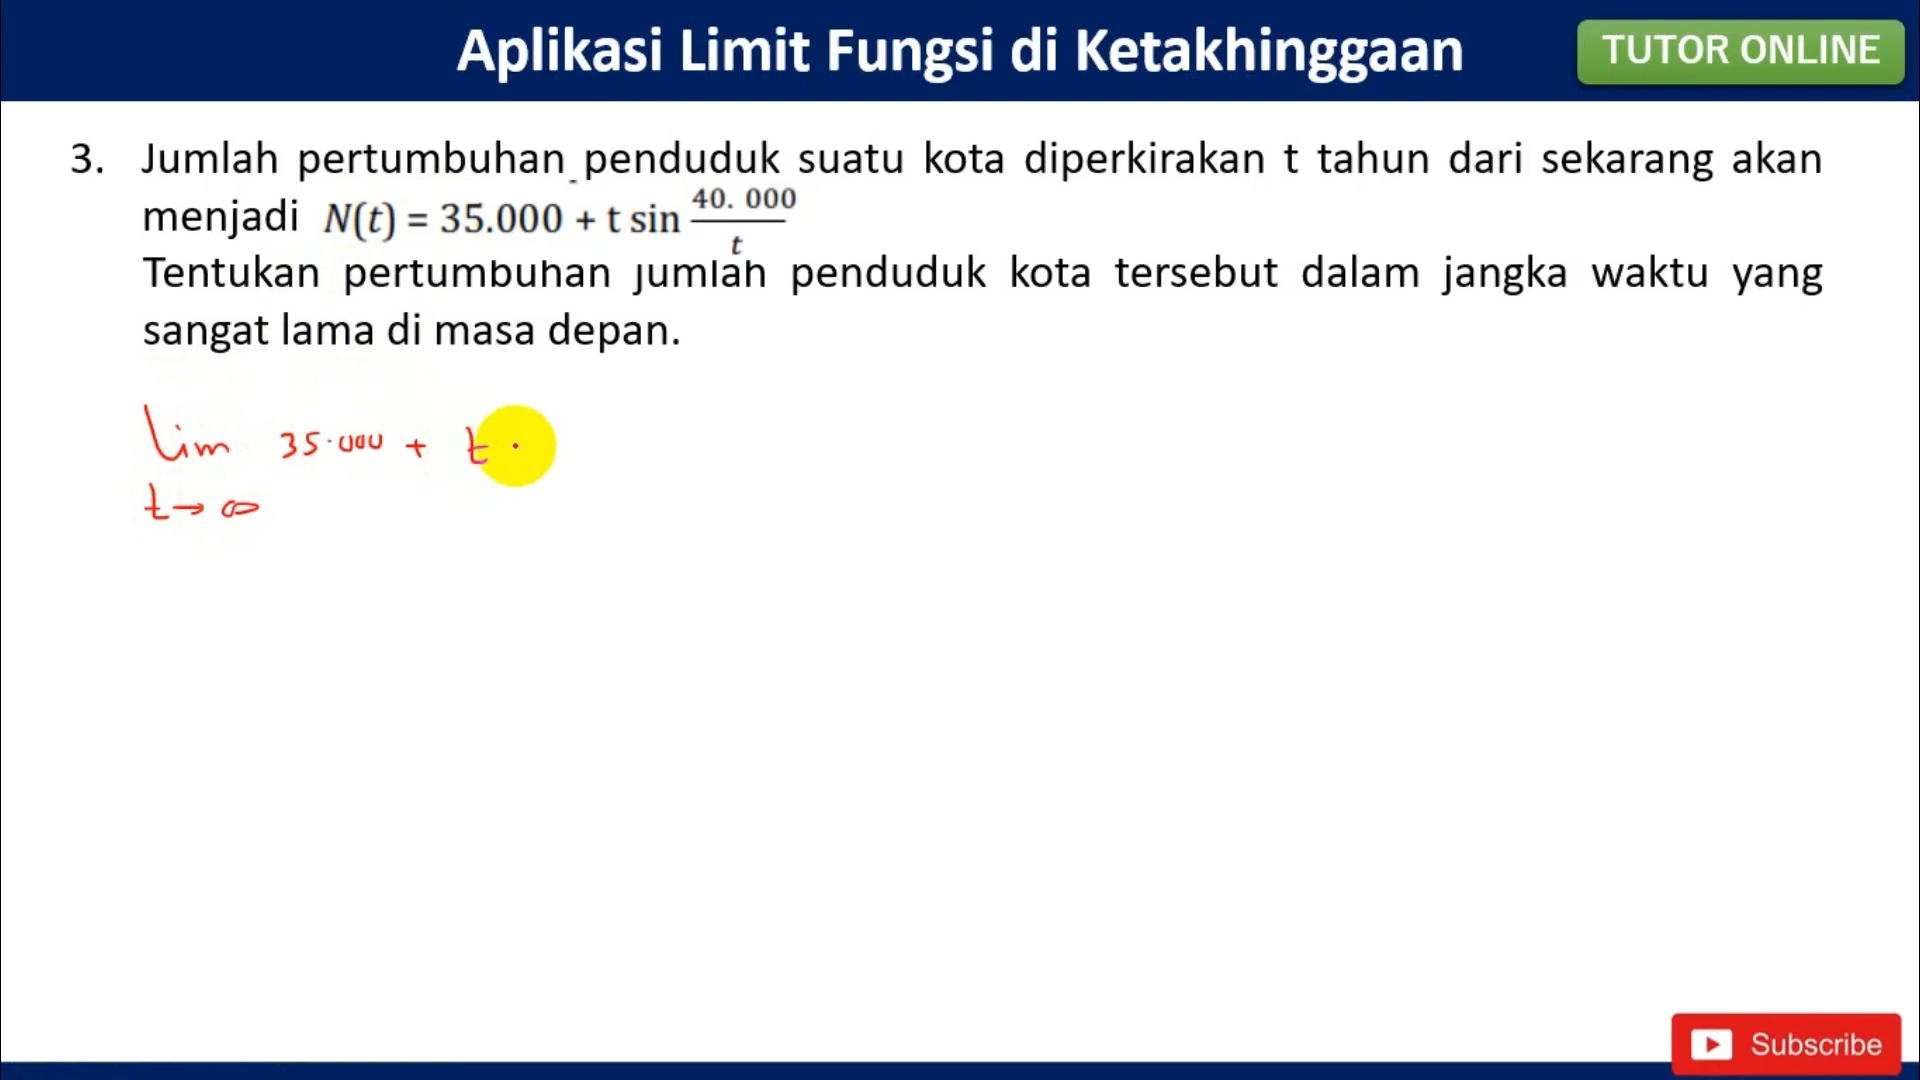 Aplikasi Limit Fungsi di Ketakhinggaan
TUTOR ONLINE
3. Jumlah pertumbuhan penduduk suatu kota diperkirakan t tahun dari sekarang akan
menjadi N(t) = 35.000 + t sin 40. 000 / t
Tentukan pertumbuhan jumlah penduduk kota tersebut dalam jangka waktu yang
sangat lama di masa depan.
lim 35.000 + t
t → ∞
Subscribe